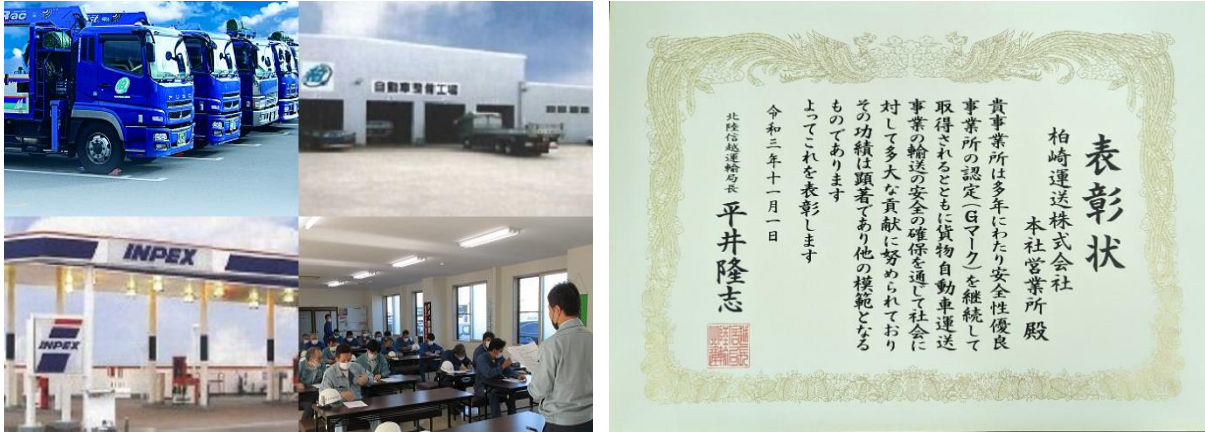 FUSO
自動車整備工場
INPEX
INPEX
表彰状
柏崎運送株式会社
本社営業所 殿
貴事業所は多年にわたり安全性優良
事業所の認定(Gマーク)を継続して
取得されるとともに貨物自動車運送
事業の輸送の安全の確保を通して社会に
対して多大な貢献に努められており
その功績は顕著であり他の模範となる
ものであります
よってこれを表彰します
令和三年十一月一日
北陸信越運輸局長 平井隆志